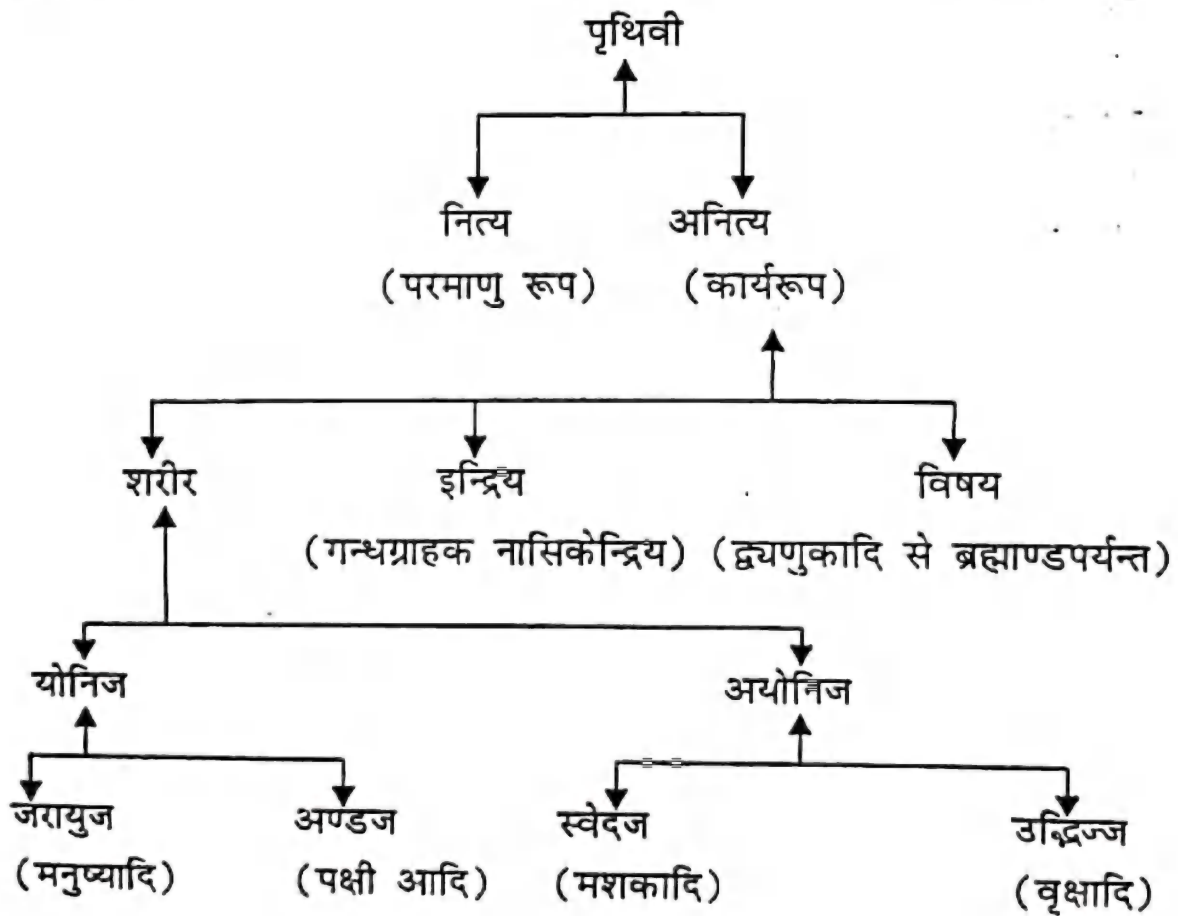 पृथिवी
नित्य अनित्य
(परमाणु रूप) (कार्यरूप)
शरीर इन्द्रिय विषय
(गन्धग्राहक नासिकेन्द्रिय) (द्व्यणुकादि से ब्रह्माण्डपर्यन्त)
योनिज अयोनिज
जरायुज अण्डज स्वेदज उद्भिज्ज
(मनुष्यादि) (पक्षी आदि) (मशकादि) (वृक्षादि)